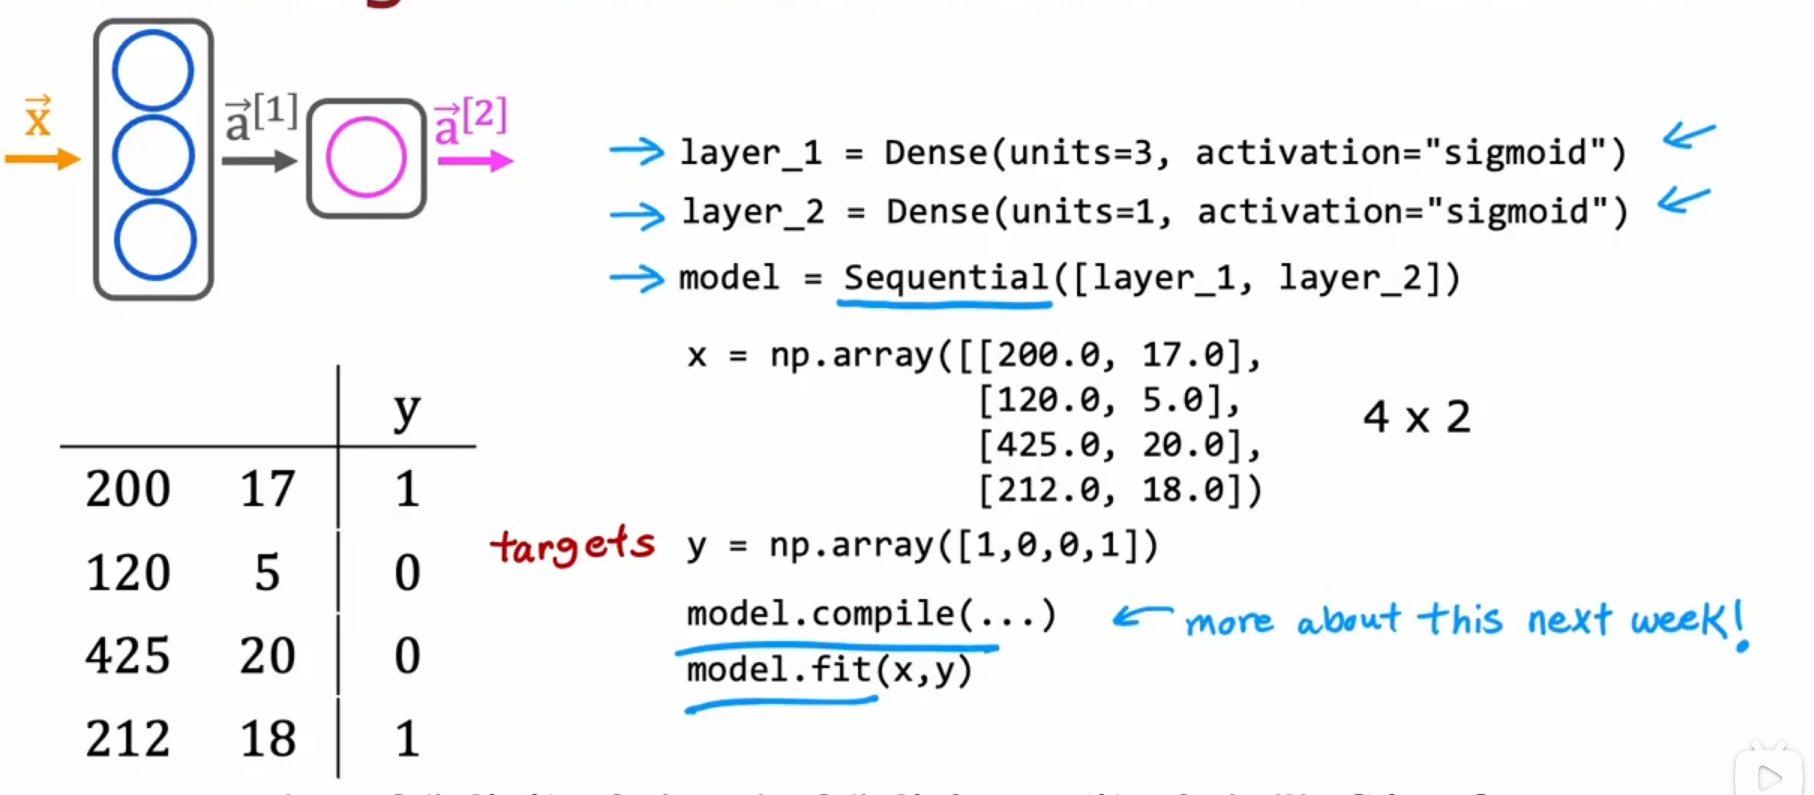 x⃗
a⃗[1]
a⃗[2]
layer_1 = Dense(units=3, activation="sigmoid")
layer_2 = Dense(units=1, activation="sigmoid")
model = Sequential([layer_1, layer_2])
x = np.array([[200.0, 17.0],
[120.0, 5.0],
[425.0, 20.0],
[212.0, 18.0])
4 x 2
y
200 17 1
120 5 0
425 20 0
212 18 1
targets y = np.array([1,0,0,1])
model.compile(...) more about this next week!
model.fit(x,y)